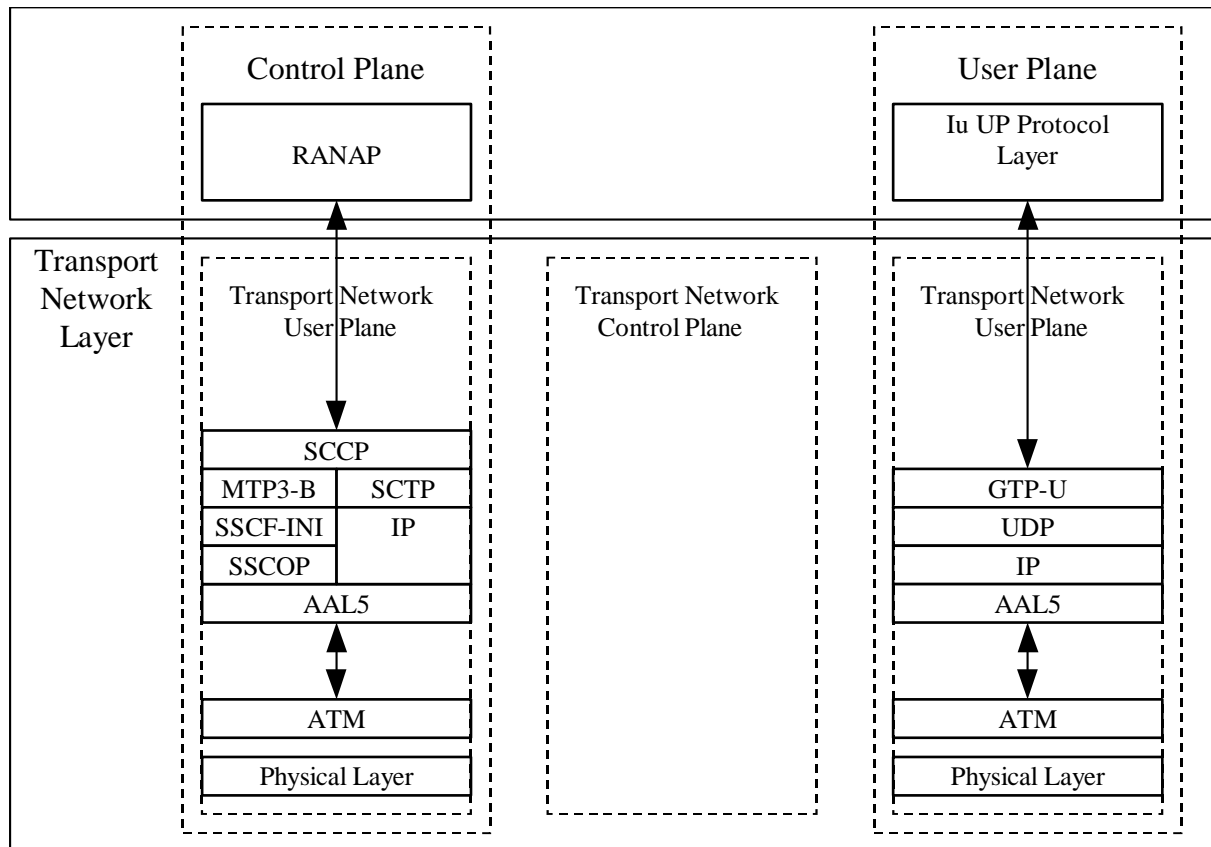 Control Plane
User Plane
RANAP
Iu UP Protocol
Layer
Transport
Network
Layer
Transport Network
User Plane
Transport Network
Control Plane
Transport Network
User Plane
SCCP
MTP3-B
SCTP
SSCF-INI
IP
SSCOP
AAL5
ATM
Physical Layer
GTP-U
UDP
IP
AAL5
ATM
Physical Layer